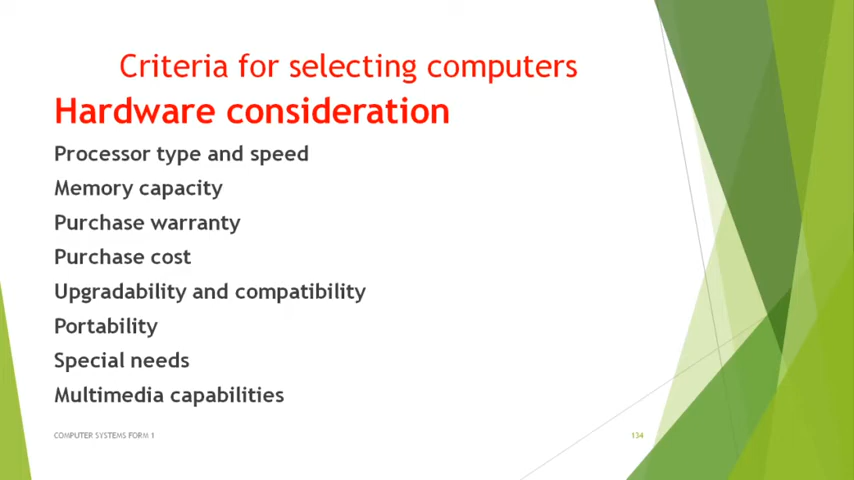 Criteria for selecting computers
Hardware consideration
Processor type and speed
Memory capacity
Purchase warranty
Purchase cost
Upgradability and compatibility
Portability
Special needs
Multimedia capabilities
COMPUTER SYSTEMS FORM 1
134